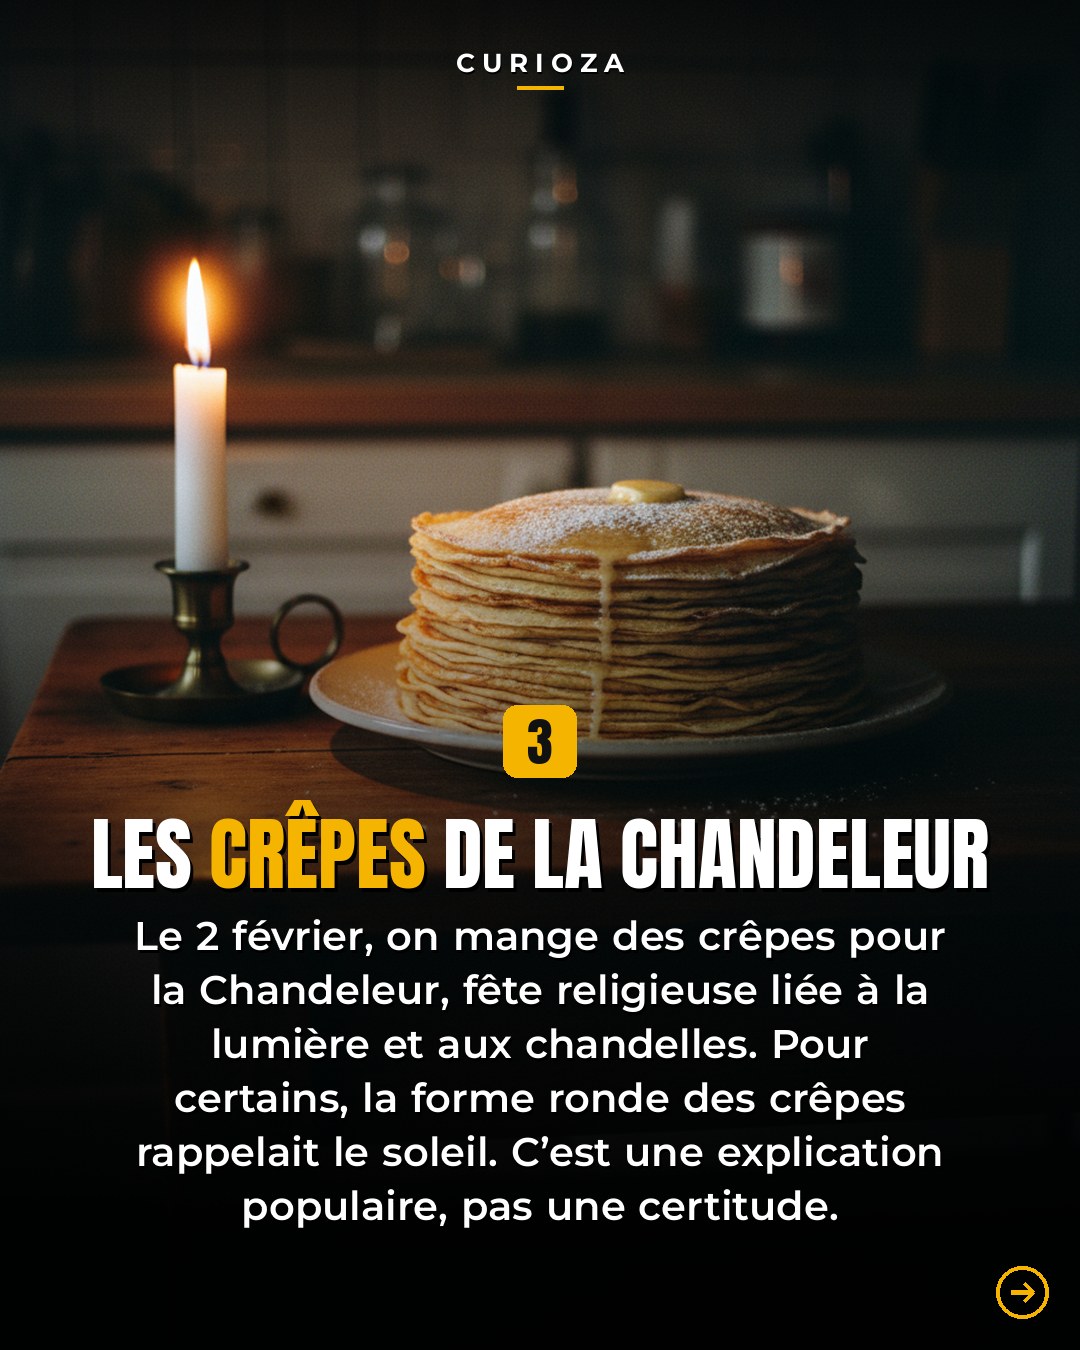 CURIOZA
3
LES CRÊPES DE LA CHANDELEUR
Le 2 février, on mange des crêpes pour
la Chandeleur, fête religieuse liée à la
lumière et aux chandelles. Pour
certains, la forme ronde des crêpes
rappelait le soleil. C’est une explication
populaire, pas une certitude.